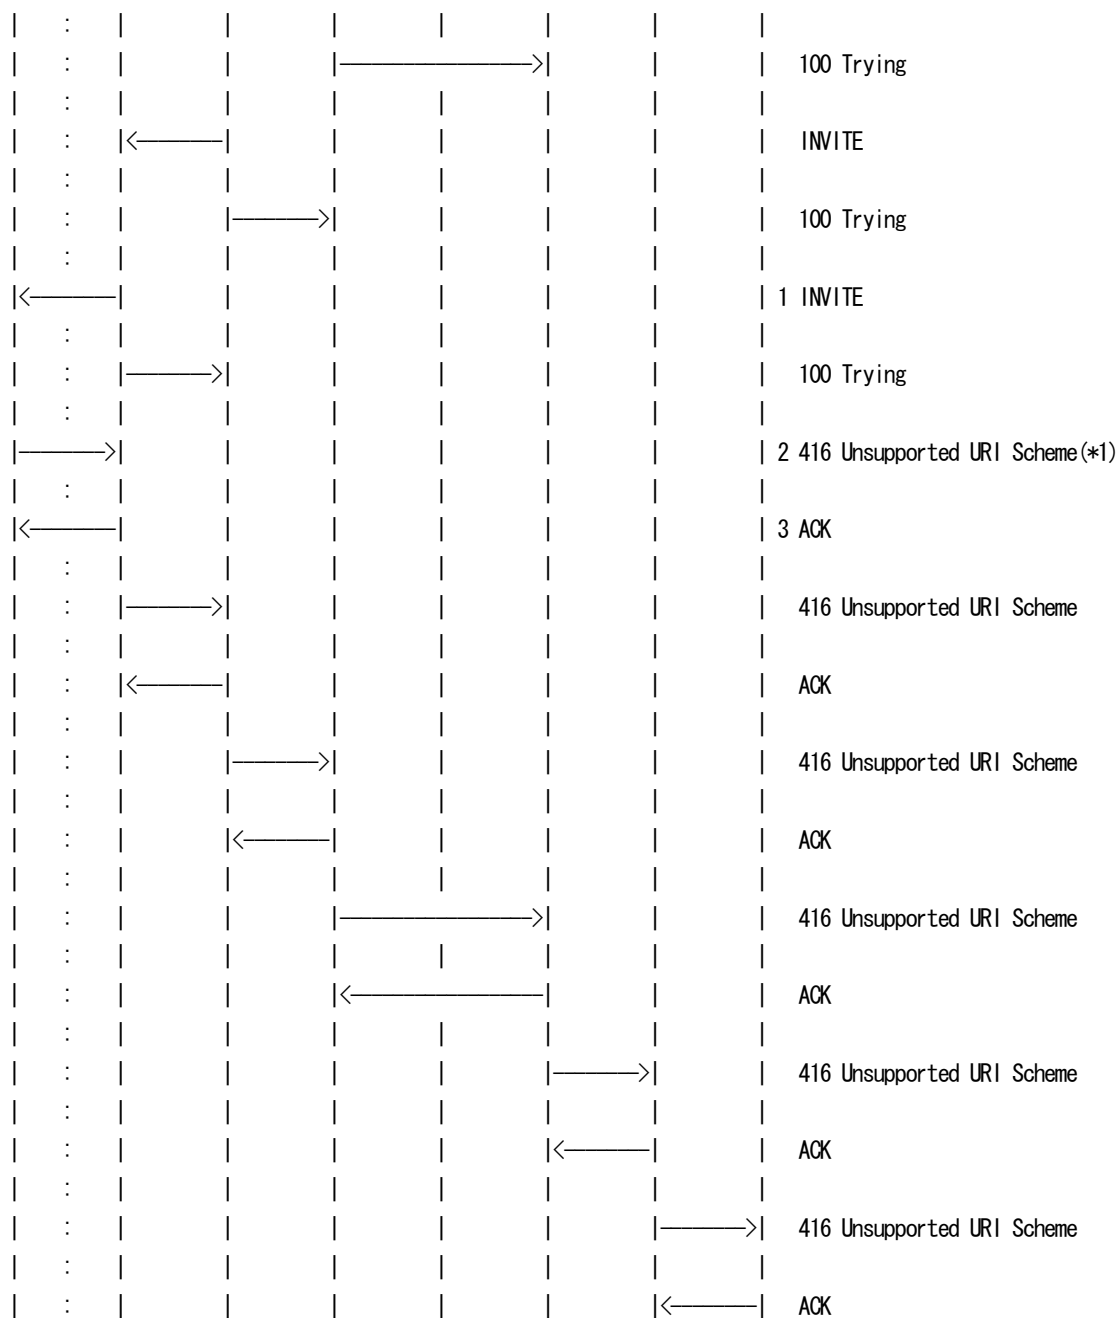 100 Trying
INVITE
100 Trying
1 INVITE
100 Trying
2 416 Unsupported URI Scheme(*1)
3 ACK
416 Unsupported URI Scheme
ACK
416 Unsupported URI Scheme
ACK
416 Unsupported URI Scheme
ACK
416 Unsupported URI Scheme
ACK
416 Unsupported URI Scheme
ACK